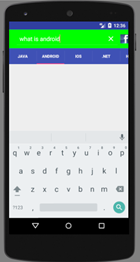 12:36
what is android
JAVA ANDROID IOS .NET
q w e r t y u i o p
a s d f g h j k l
z x c v b n m
?123 , .